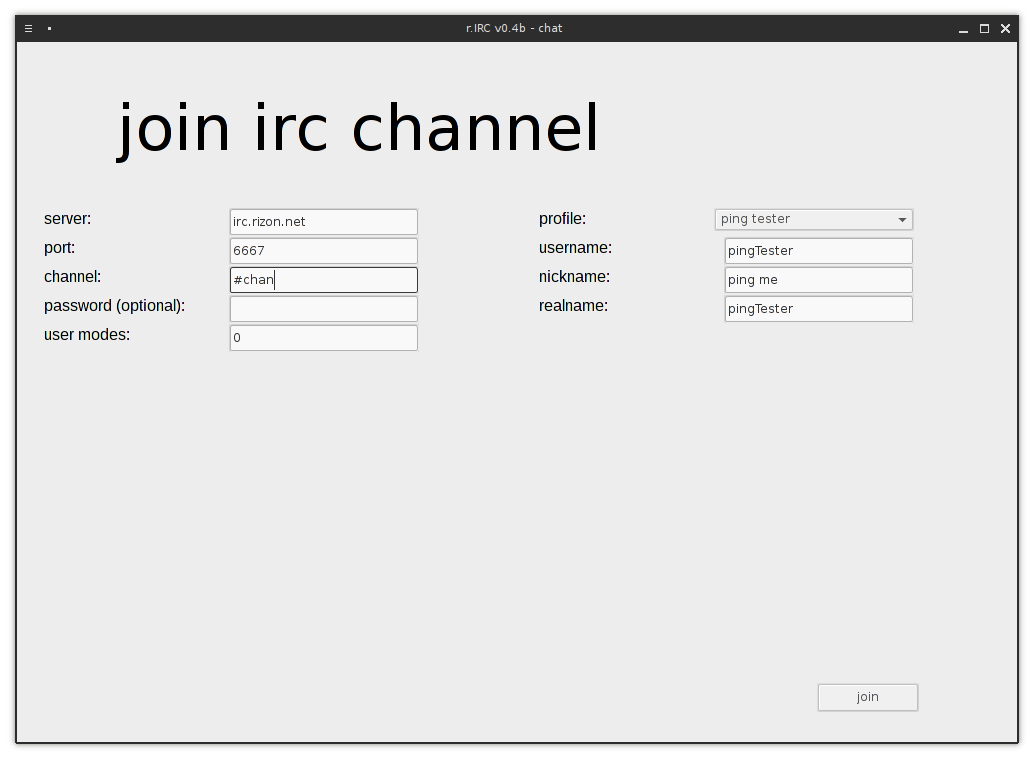 r.IRC v0.4b - chat
join irc channel
server: irc.rizon.net
port: 6667
channel: #chan
password (optional):
user modes: 0
profile: ping tester
username: pingTester
nickname: ping me
realname: pingTester
join